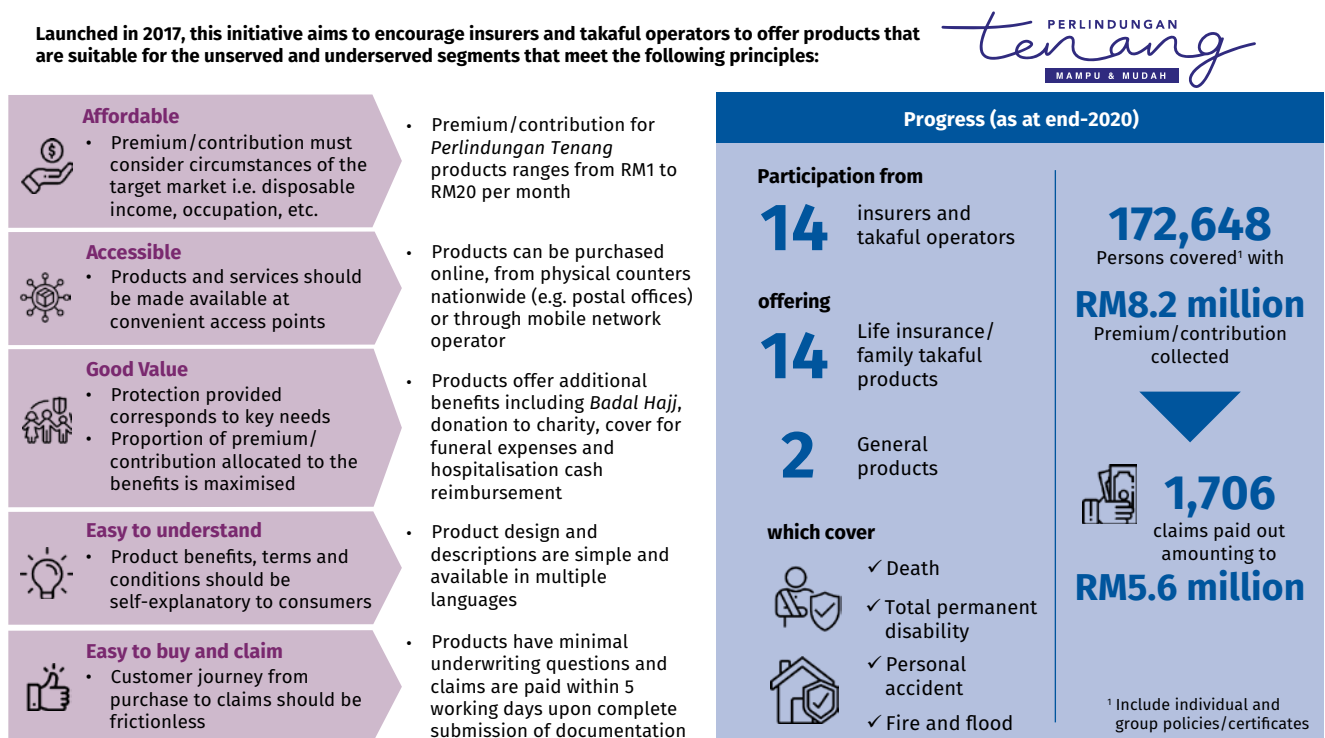 Launched in 2017, this initiative aims to encourage insurers and takaful operators to offer products that
are suitable for the unserved and underserved segments that meet the following principles:
PERLINDUNGAN
tenang
MAMPU & MUDAH
Affordable
• Premium/contribution must
consider circumstances of the
target market i.e. disposable
income, occupation, etc.
• Premium/contribution for
Perlindungan Tenang
products ranges from RM1 to
RM20 per month
Accessible
• Products and services should
be made available at
convenient access points
• Products can be purchased
online, from physical counters
nationwide (e.g. postal offices)
or through mobile network
operator
Good Value
• Protection provided
corresponds to key needs
• Proportion of premium/
contribution allocated to the
benefits is maximised
• Products offer additional
benefits including Badal Hajj,
donation to charity, cover for
funeral expenses and
hospitalisation cash
reimbursement
Easy to understand
• Product benefits, terms and
conditions should be
self-explanatory to consumers
• Product design and
descriptions are simple and
available in multiple
languages
Easy to buy and claim
• Customer journey from
purchase to claims should be
frictionless
• Products have minimal
underwriting questions and
claims are paid within 5
working days upon complete
submission of documentation
Progress (as at end-2020)
Participation from
14
insurers and
takaful operators
offering
14
Life insurance/
family takaful
products
2
General
products
which cover
✓ Death
✓ Total permanent
disability
✓ Personal
accident
✓ Fire and flood
172,648
Persons covered¹ with
RM8.2 million
Premium/contribution
collected
$
1,706
claims paid out
amounting to
RM5.6 million
¹ Include individual and
group policies/certificates